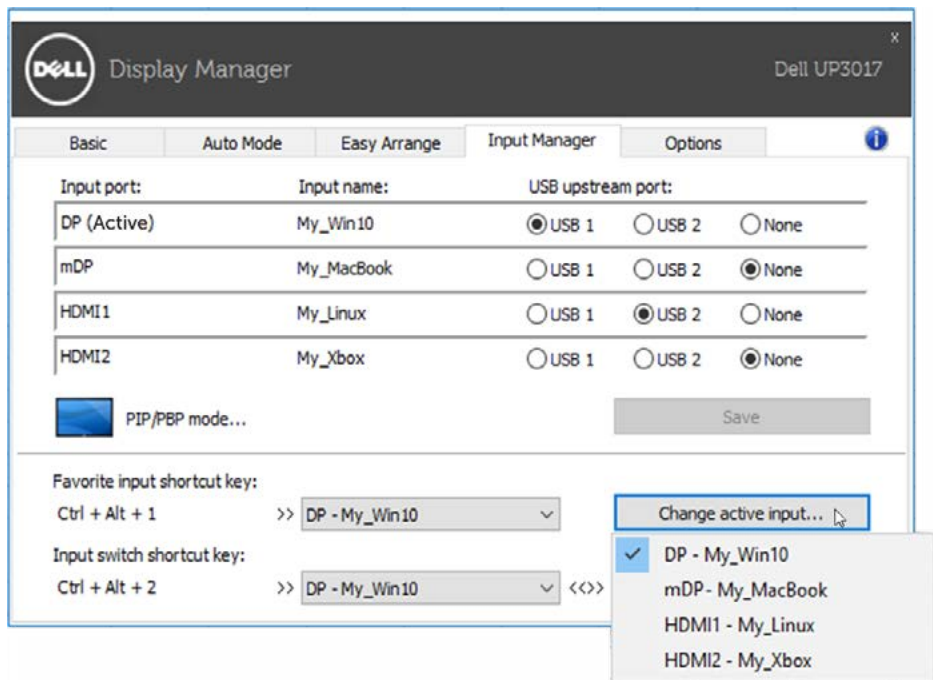 DELL Display Manager x
Dell UP3017
Basic Auto Mode Easy Arrange Input Manager Options i
Input port: Input name: USB upstream port:
DP (Active) My_Win10 USB 1 USB 2 None
mDP My_MacBook USB 1 USB 2 None
HDMI1 My_Linux USB 1 USB 2 None
HDMI2 My_Xbox USB 1 USB 2 None
PIP/PBP mode... Save
Favorite input shortcut key:
Ctrl + Alt + 1 >> DP - My_Win10 Change active input...
Input switch shortcut key:
Ctrl + Alt + 2 >> DP - My_Win10 <<>>
DP - My_Win10
mDP- My_MacBook
HDMI1 - My_Linux
HDMI2 - My_Xbox